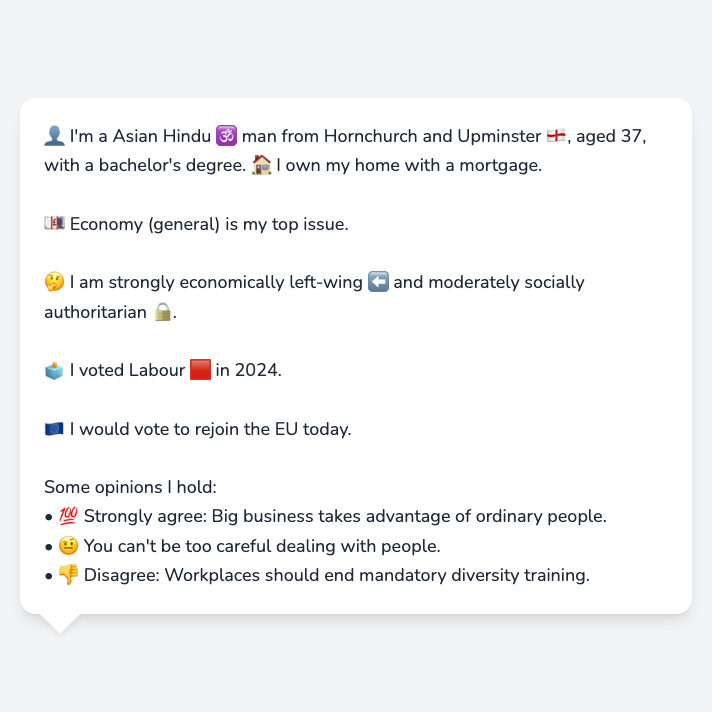 👤 I'm a Asian Hindu 🕉️ man from Hornchurch and Upminster 🏴󠁧󠁢󠁥󠁮󠁧󠁿, aged 37,
with a bachelor's degree. 🏠 I own my home with a mortgage.
💷 Economy (general) is my top issue.
🤔 I am strongly economically left-wing ⬅️ and moderately socially
authoritarian 🔒.
🗳️ I voted Labour 🟥 in 2024.
🇪🇺 I would vote to rejoin the EU today.
Some opinions I hold:
• 💯 Strongly agree: Big business takes advantage of ordinary people.
• 🤨 You can't be too careful dealing with people.
• 👎 Disagree: Workplaces should end mandatory diversity training.